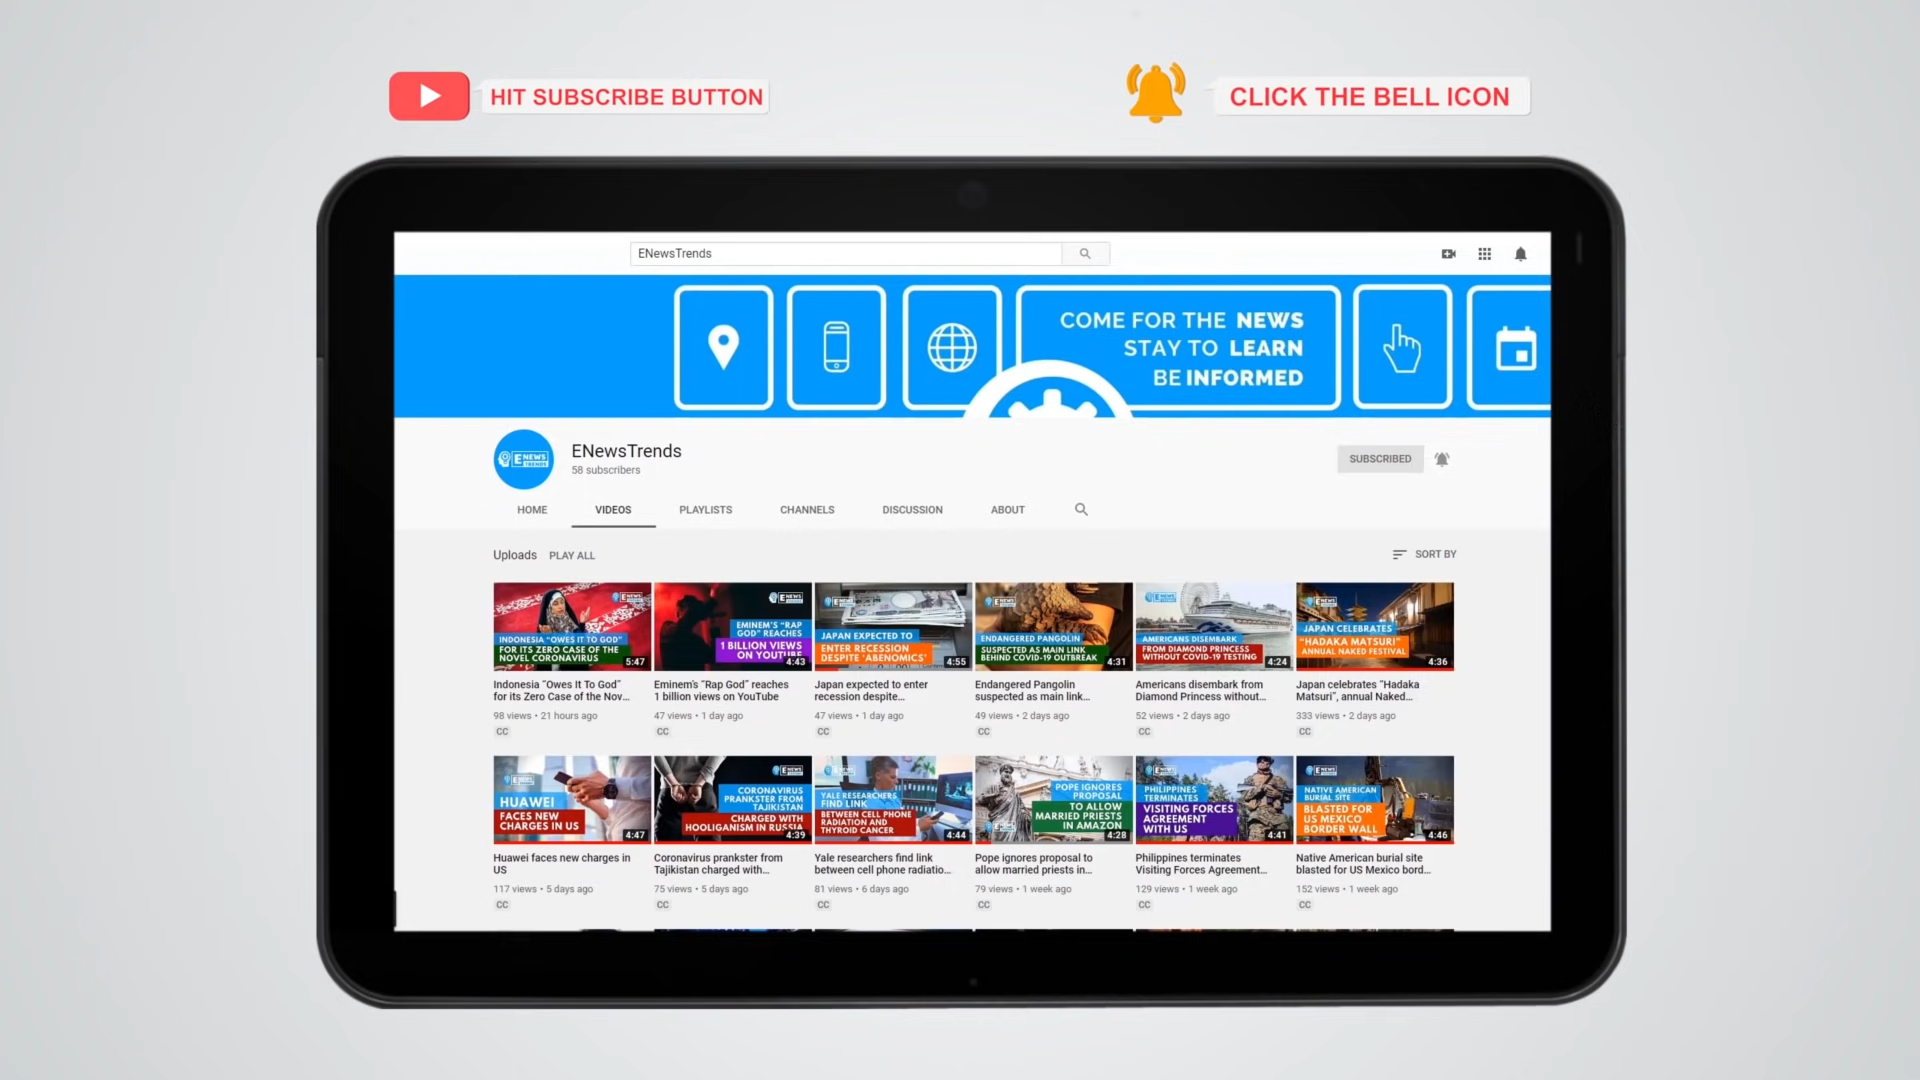 HIT SUBSCRIBE BUTTON
CLICK THE BELL ICON
ENewsTrends
COME FOR THE NEWS
STAY TO LEARN
BE INFORMED
E NEWS
TRENDS
ENewsTrends
58 subscribers
SUBSCRIBED
HOME VIDEOS PLAYLISTS CHANNELS DISCUSSION ABOUT
Uploads PLAY ALL
SORT BY
INDONESIA "OWES IT TO GOD"
FOR ITS ZERO CASE OF THE
NOVEL CORONAVIRUS
5:47
EMINEM'S "RAP
GOD" REACHES
1 BILLION VIEWS
ON YOUTUBE
4:43
JAPAN EXPECTED TO
ENTER RECESSION
DESPITE 'ABENOMICS'
4:55
ENDANGERED PANGOLIN
SUSPECTED AS MAIN LINK
BEHIND COVID-19 OUTBREAK
4:31
AMERICANS DISEMBARK
FROM DIAMOND PRINCESS
WITHOUT COVID-19 TESTING
4:24
JAPAN CELEBRATES
"HADAKA MATSURI"
ANNUAL NAKED FESTIVAL
4:36
Indonesia "Owes It To God"
for its Zero Case of the Nov...
98 views • 21 hours ago
CC
Eminem's "Rap God" reaches
1 billion views on YouTube
47 views • 1 day ago
CC
Japan expected to enter
recession despite...
47 views • 1 day ago
CC
Endangered Pangolin
suspected as main link...
49 views • 2 days ago
CC
Americans disembark from
Diamond Princess without...
52 views • 2 days ago
CC
Japan celebrates "Hadaka
Matsuri", annual Naked...
333 views • 2 days ago
CC
HUAWEI
FACES NEW
CHARGES IN US
4:47
CORONAVIRUS
PRANKSTER FROM
TAJIKISTAN
CHARGED WITH
HOOLIGANISM IN RUSSIA
4:39
YALE RESEARCHERS
FIND LINK
BETWEEN CELL PHONE
RADIATION AND
THYROID CANCER
4:44
POPE IGNORES
PROPOSAL
TO ALLOW
MARRIED PRIESTS
IN AMAZON
4:28
PHILIPPINES
TERMINATES
VISITING FORCES
AGREEMENT
WITH US
4:41
NATIVE AMERICAN
BURIAL SITE
BLASTED FOR
US MEXICO
BORDER WALL
4:46
Huawei faces new charges in
US
117 views • 5 days ago
CC
Coronavirus prankster from
Tajikistan charged with...
75 views • 5 days ago
CC
Yale researchers find link
between cell phone radiatio...
81 views • 6 days ago
CC
Pope ignores proposal to
allow married priests in...
79 views • 1 week ago
CC
Philippines terminates
Visiting Forces Agreement...
129 views • 1 week ago
CC
Native American burial site
blasted for US Mexico bord...
152 views • 1 week ago
CC